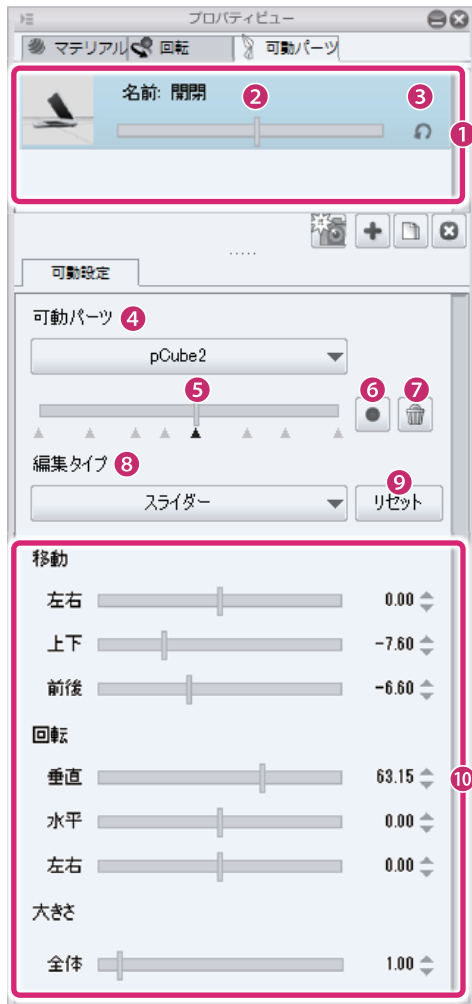 プロパティビュー
マテリアル 回転 可動パーツ
名前: 開閉 2 3
1
可動設定
可動パーツ 4
pCube2
5 6 7
編集タイプ 8 9
スライダー リセット
移動
左右 0.00
上下 -7.60
前後 -6.60
回転
垂直 63.15 10
水平 0.00
左右 0.00
大きさ
全体 1.00